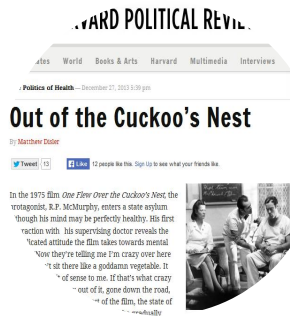 VARD POLITICAL REVIE
ates World Books & Arts Harvard Multimedia Interviews
Politics of Health — December 27, 2013 5:39 pm
Out of the Cuckoo's Nest
By Matthew Disler
Tweet 13 Like 12 people like this. Sign Up to see what your friends like.
In the 1975 film One Flew Over the Cuckoo's Nest, the
rotagonist, R.P. McMurphy, enters a state asylum
hough his mind may be perfectly healthy. His first
raction with his supervising doctor reveals the
licated attitude the film takes towards mental
Now they're telling me I'm crazy over here
't sit there like a goddamn vegetable. It
of sense to me. If that's what crazy
out of it, gone down the road,
of the film, the state of
gradually